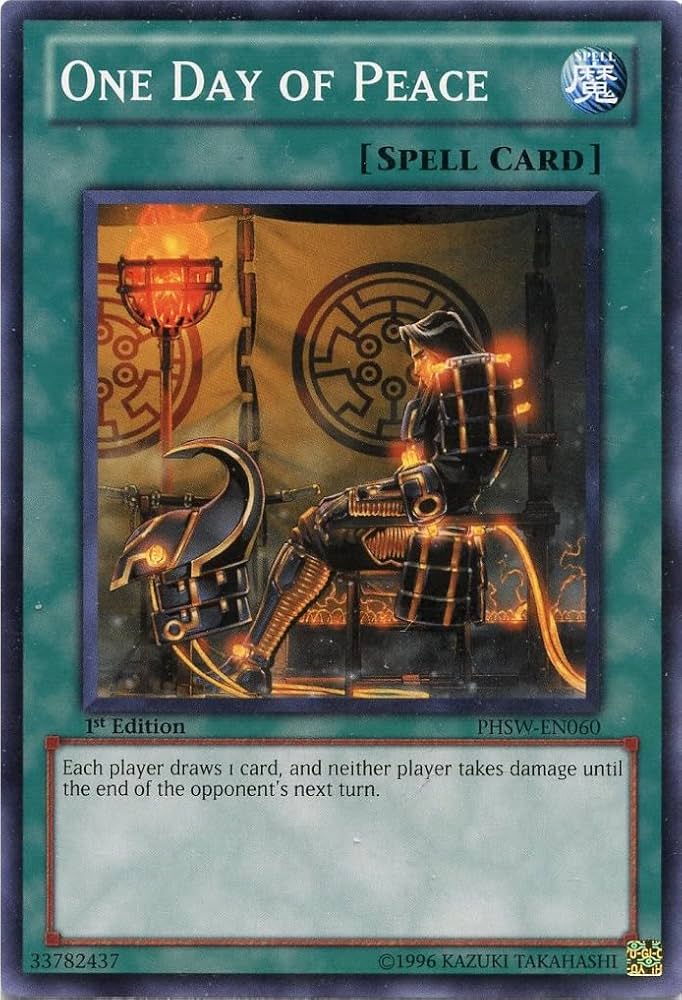 ONE DAY OF PEACE
SPELL
魔
[SPELL CARD]
1st Edition
PHSW-EN060
Each player draws 1 card, and neither player takes damage until
the end of the opponent's next turn.
33782437
©1996 KAZUKI TAKAHASHI